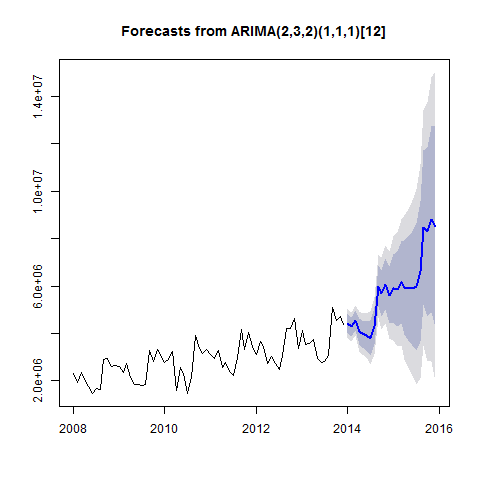 Forecasts from ARIMA(2,3,2)(1,1,1)[12]
1.4e+07
1.0e+07
6.0e+06
2.0e+06
2008 2010 2012 2014 2016